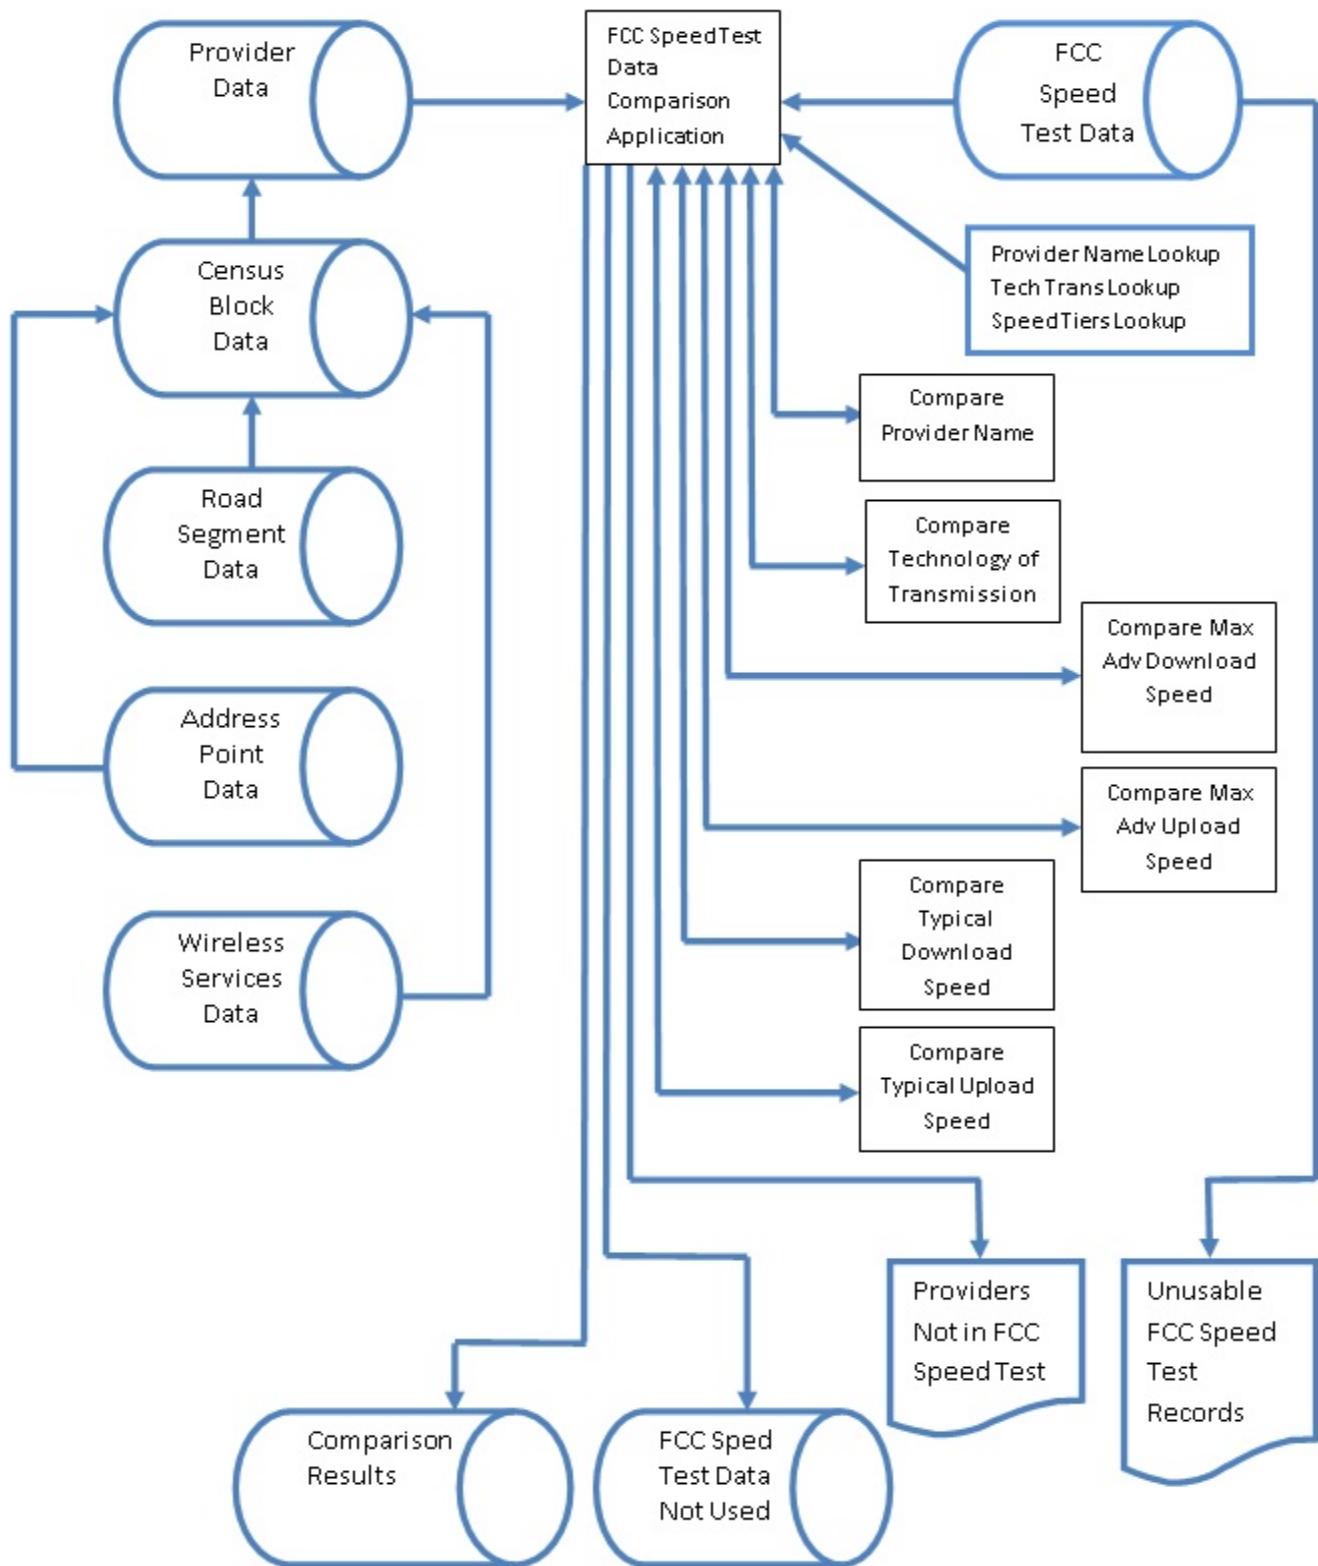 Provider
Data
FCC Speed Test
Data
Comparison
Application
FCC
Speed
Test Data
Census
Block
Data
Provider Name Lookup
Tech Trans Lookup
Speed Tiers Lookup
Compare
Provider Name
Road
Segment
Data
Compare
Technology of
Transmission
Compare Max
Adv Download
Speed
Address
Point
Data
Compare Max
Adv Upload
Speed
Compare
Typical
Download
Speed
Wireless
Services
Data
Compare
Typical Upload
Speed
Providers
Not in FCC
Speed Test
Unusable
FCC Speed
Test
Records
Comparison
Results
FCC Sped
Test Data
Not Used